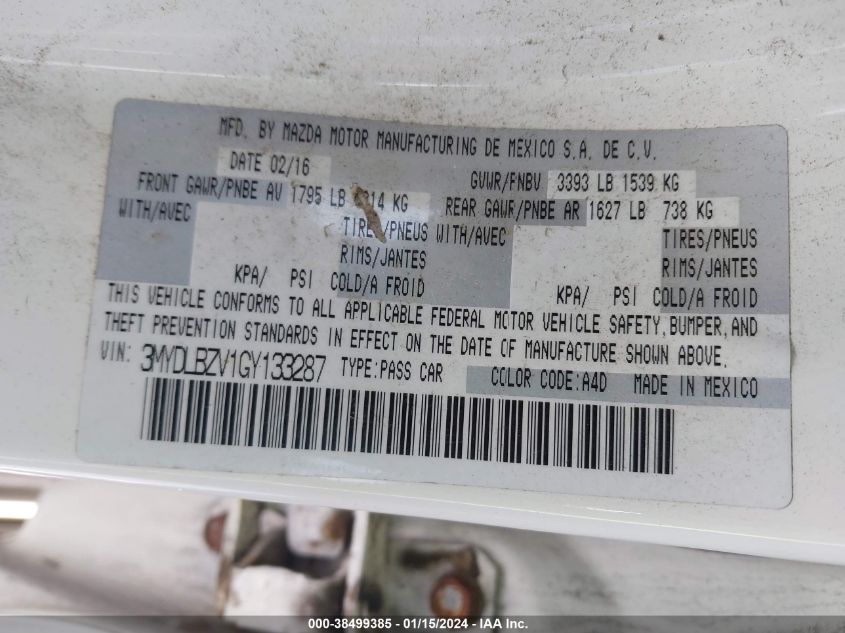 MFD. BY MAZDA MOTOR MANUFACTURING DE MEXICO S.A. DE C.V.
DATE 02/16 GVWR/PNBV 3393 LB 1539 KG
FRONT GAWR/PNBE AV 1795 LB 814 KG REAR GAWR/PNBE AR 1627 LB 738 KG
WITH/AVEC TIRES/PNEUS WITH/AVEC TIRES/PNEUS
RIMS/JANTES RIMS/JANTES
KPA/ PSI COLD/A FROID KPA/ PSI COLD/A FROID
THIS VEHICLE CONFORMS TO ALL APPLICABLE FEDERAL MOTOR VEHICLE SAFETY, BUMPER, AND
THEFT PREVENTION STANDARDS IN EFFECT ON THE DATE OF MANUFACTURE SHOWN ABOVE.
VIN: 3MYDLBZV1GY133287 TYPE:PASS CAR COLOR CODE:A4D MADE IN MEXICO
000-38499385 - 01/15/2024 - IAA Inc.